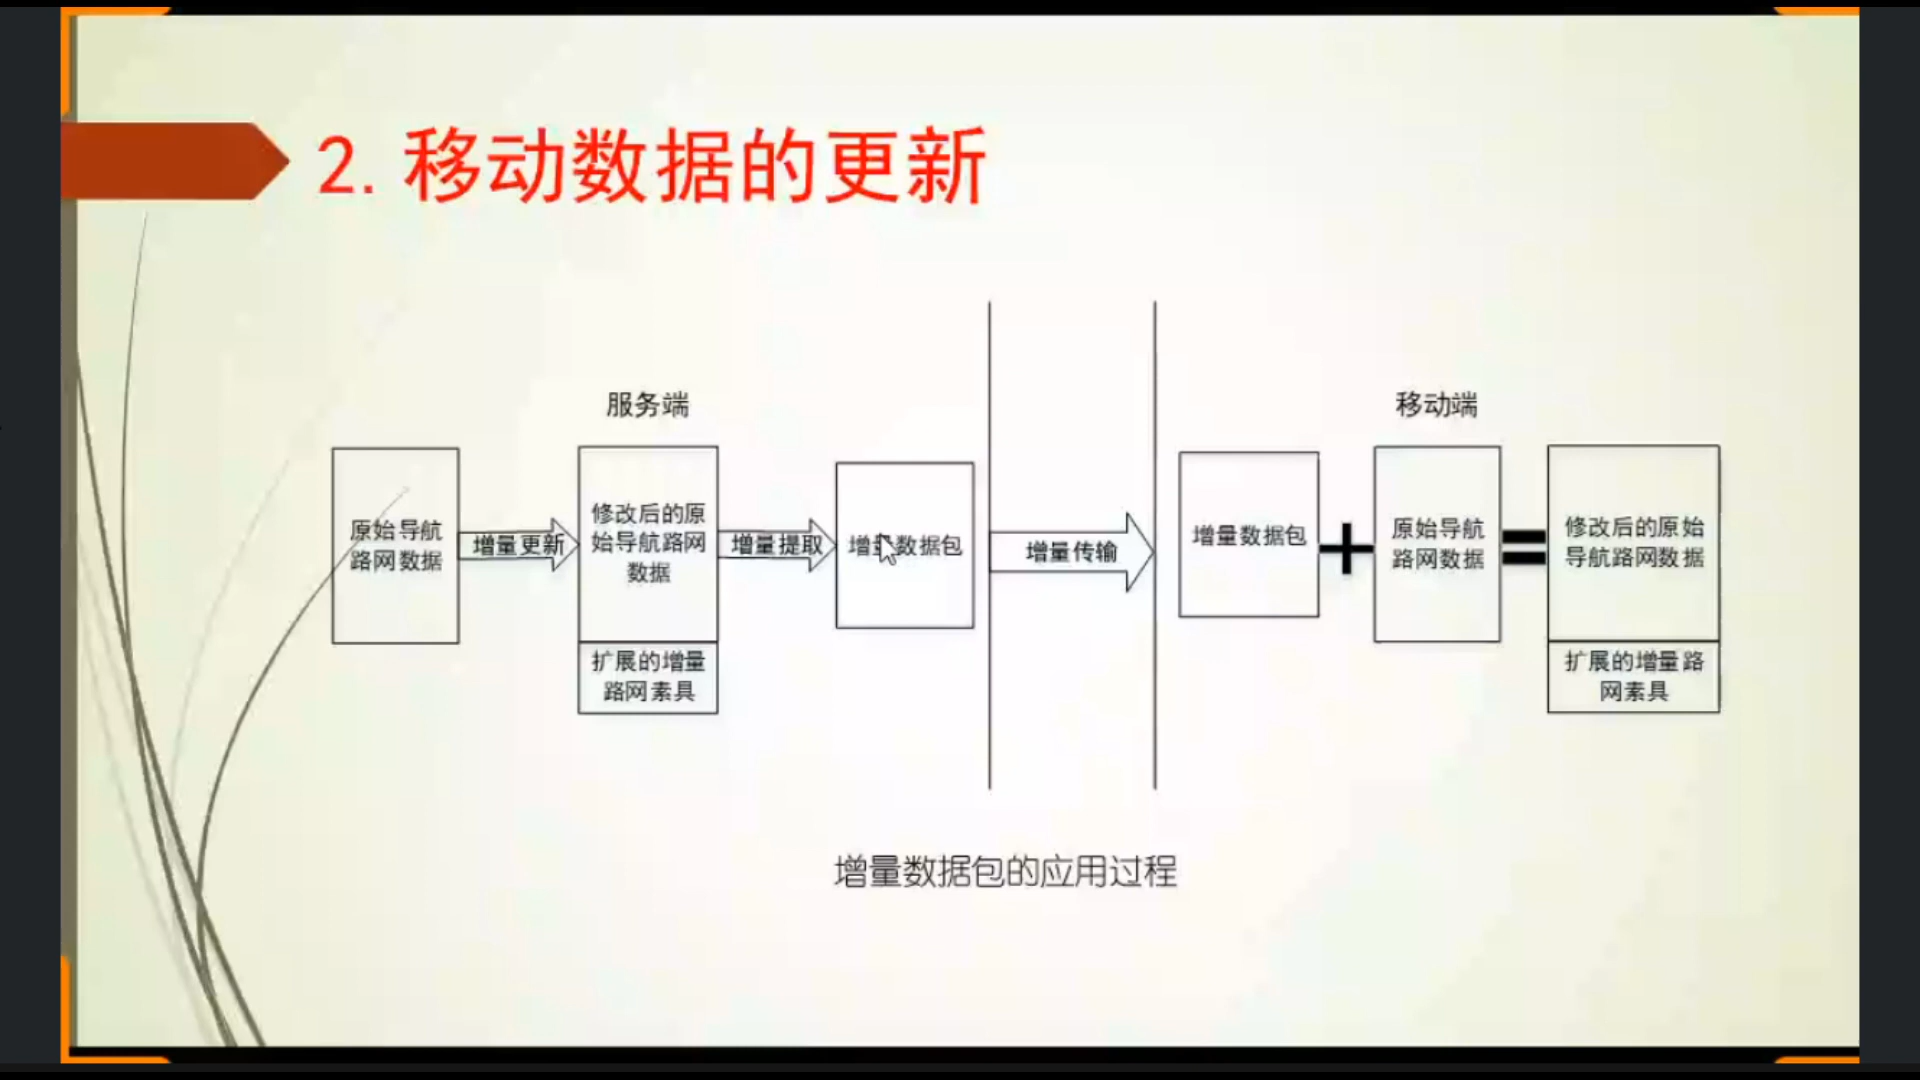 2. 移动数据的更新
服务端
移动端
原始导航
路网数据
增量更新
修改后的原
始导航路网
数据
扩展的增量
路网素具
增量提取
增量数据包
增量传输
增量数据包
原始导航
路网数据
修改后的原始
导航路网数据
扩展的增量路
网素具
增量数据包的应用过程